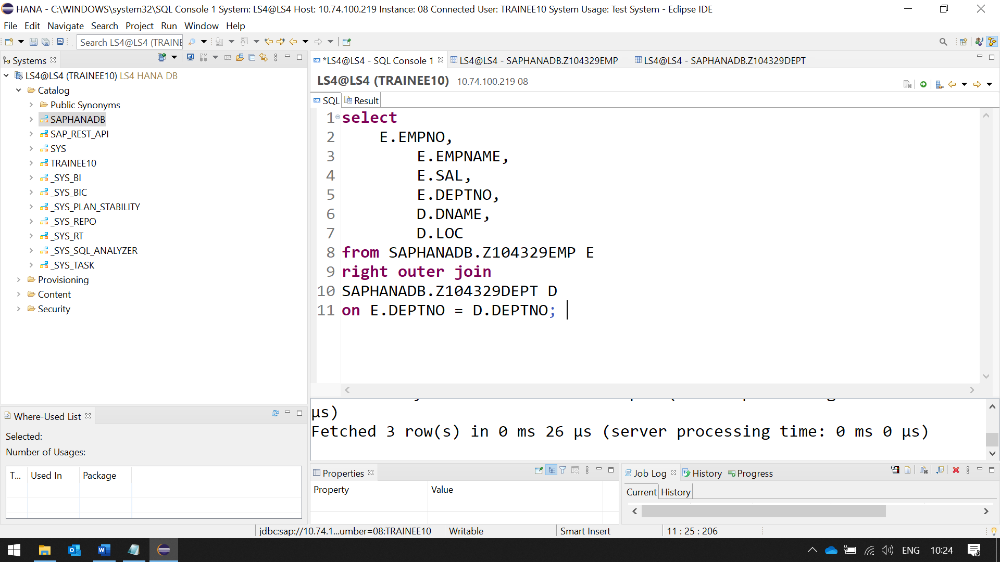 HANA - C:\WINDOWS\system32\SQL Console 1 System: LS4@LS4 Host: 10.74.100.219 Instance: 08 Connected User: TRAINEE10 System Usage: Test System - Eclipse IDE
File Edit Navigate Search Project Run Window Help
Search LS4@LS4 (TRAINE
Systems
LS4@LS4 (TRAINEE10) LS4 HANA DB
Catalog
Public Synonyms
SAPHANADB
SAP_REST_API
SYS
TRAINEE10
_SYS_BI
_SYS_BIC
_SYS_PLAN_STABILITY
_SYS_REPO
_SYS_RT
_SYS_SQL_ANALYZER
_SYS_TASK
Provisioning
Content
Security
*LS4@LS4 - SQL Console 1 LS4@LS4 - SAPHANADB.Z104329EMP LS4@LS4 - SAPHANADB.Z104329DEPT
LS4@LS4 (TRAINEE10) 10.74.100.219 08
SQL Result
1 select
2 E.EMPNO,
3 E.EMPNAME,
4 E.SAL,
5 E.DEPTNO,
6 D.DNAME,
7 D.LOC
8 from SAPHANADB.Z104329EMP E
9 right outer join
10 SAPHANADB.Z104329DEPT D
11 on E.DEPTNO = D.DEPTNO;
µs)
Fetched 3 row(s) in 0 ms 26 µs (server processing time: 0 ms 0 µs)
Where-Used List
Selected:
Number of Usages:
T... Used In Package
Properties
Property Value
Job Log History Progress
Current History
jdbc:sap://10.74.1...umber=08:TRAINEE10 Writable Smart Insert 11 : 25 : 206
ENG 10:24